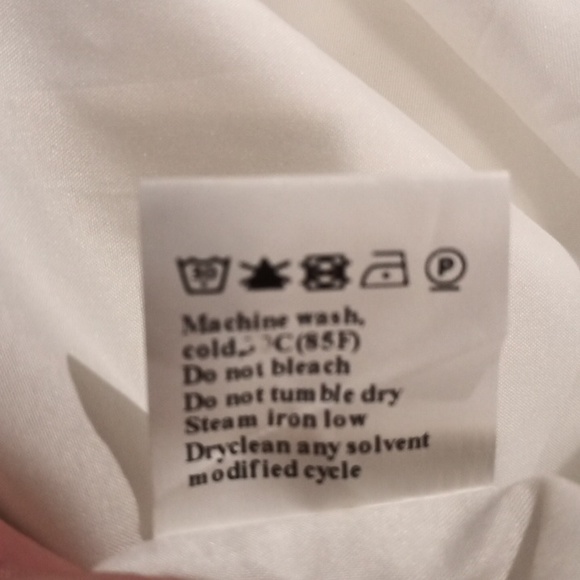 30
P
Machine wash,
cold, C(85F)
Do not bleach
Do not tumble dry
Steam iron low
Dryclean any solvent
modified cycle